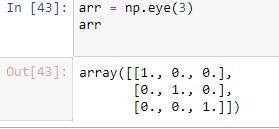 In [43]: arr = np.eye(3)
arr
Out[43]: array([[1., 0., 0.],
[0., 1., 0.],
[0., 0., 1.]])